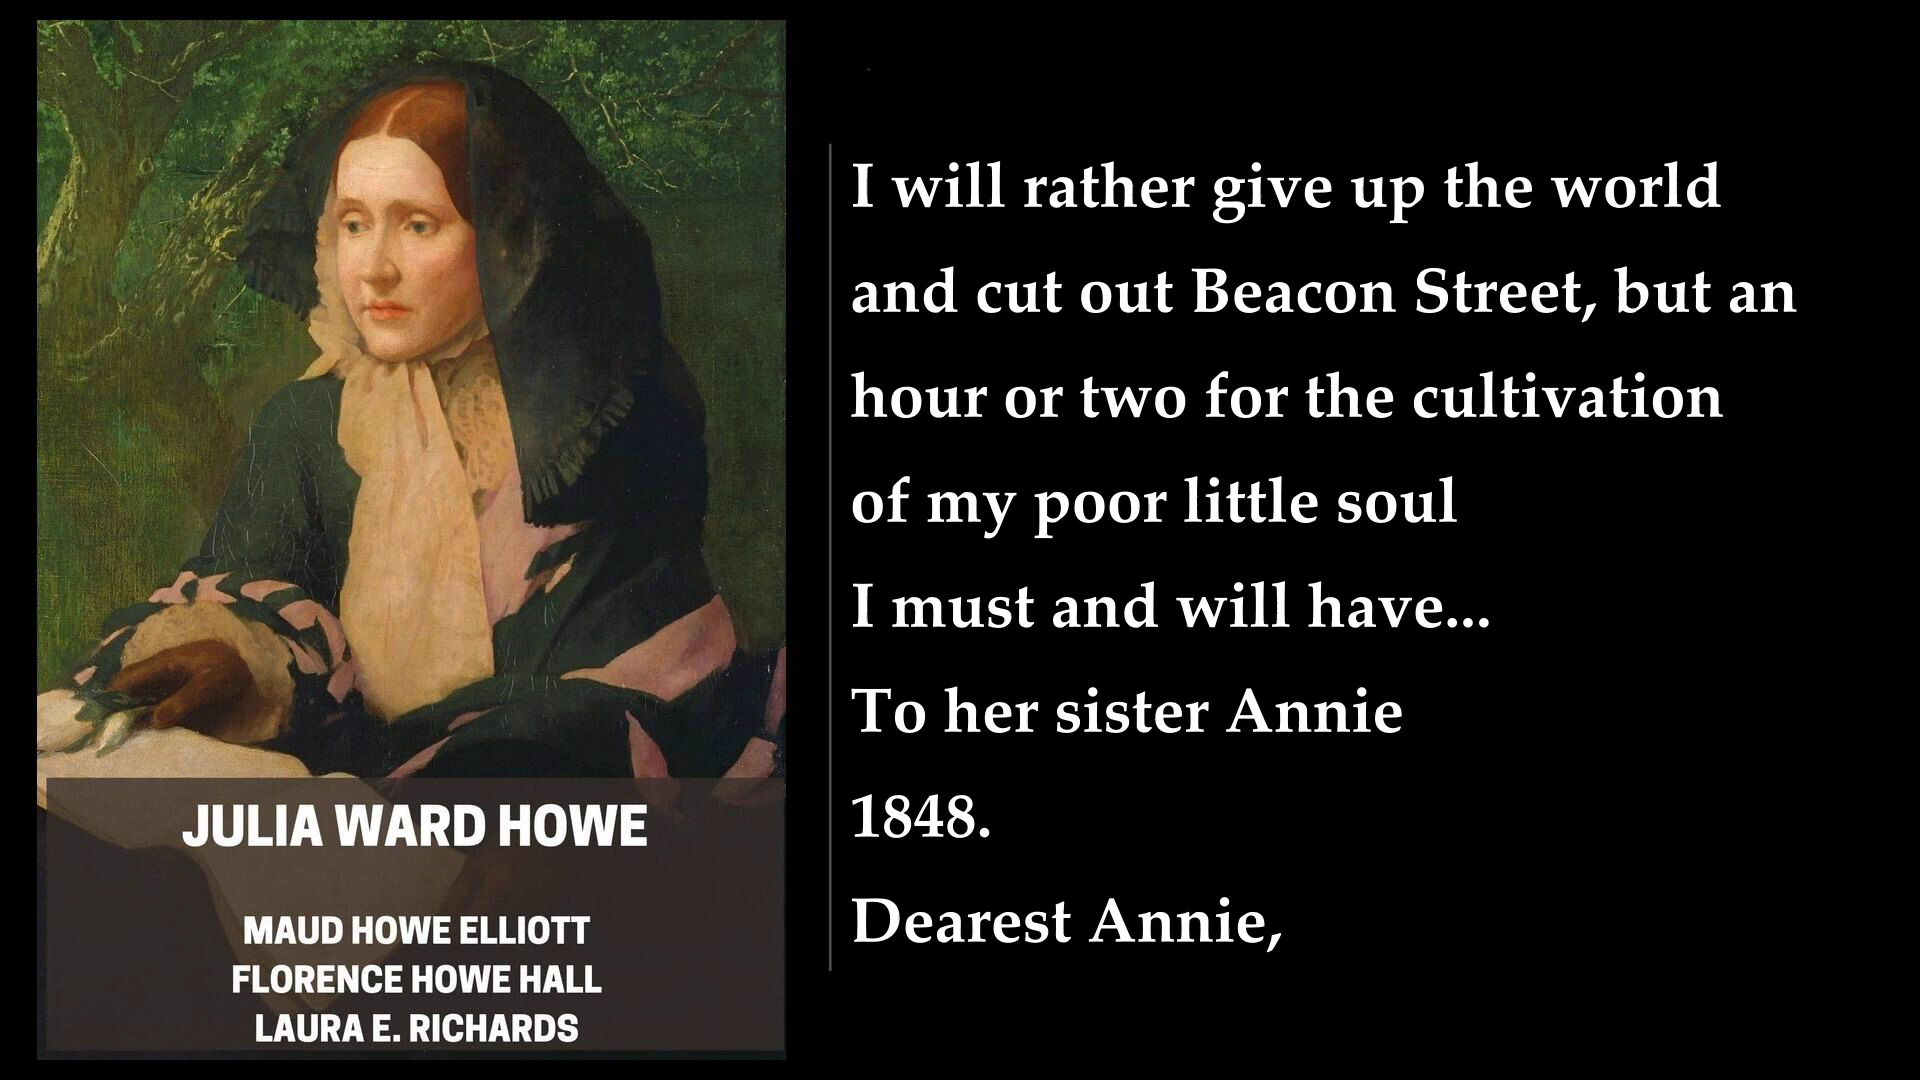 JULIA WARD HOWE
MAUD HOWE ELLIOTT
FLORENCE HOWE HALL
LAURA E. RICHARDS
I will rather give up the world
and cut out Beacon Street, but an
hour or two for the cultivation
of my poor little soul
I must and will have...
To her sister Annie
1848.
Dearest Annie,